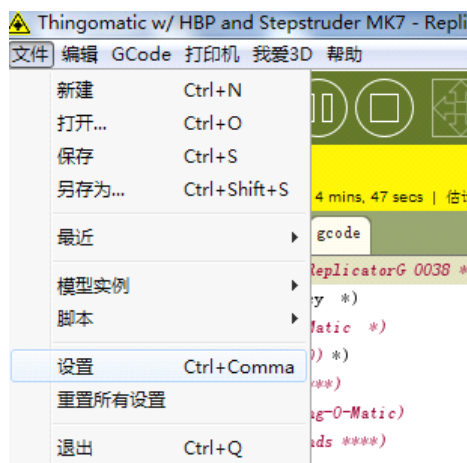 Thingomatic w/ HBP and Stepstruder MK7 - Repli
文件 编辑 GCode 打印机 我爱3D 帮助
新建 Ctrl+N
打开... Ctrl+O
保存 Ctrl+S
另存为... Ctrl+Shift+S
4 mins, 47 secs | 估
最近
gcode
ReplicatorG 0038 *
模型实例
y *)
脚本
Matic *)
) *)
设置 Ctrl+Comma
***)
重置所有设置
g-O-Matic)
退出 Ctrl+Q
ds ****)